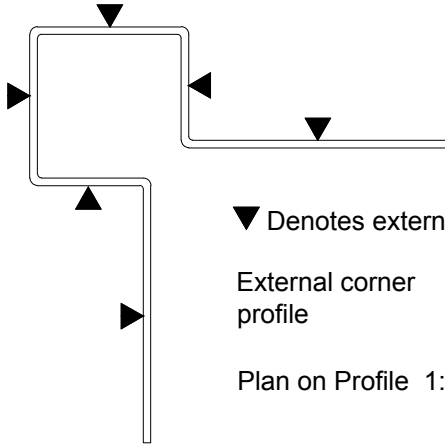 Denotes extern
External corner
profile
Plan on Profile 1: